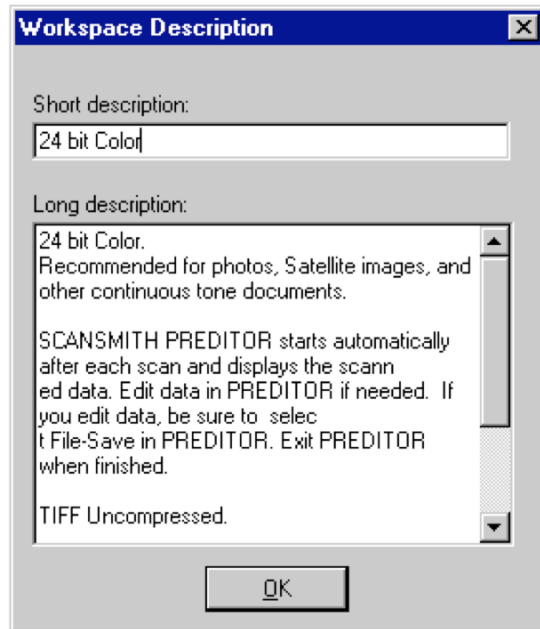 Workspace Description
Short description:
24 bit Color
Long description:
24 bit Color.
Recommended for photos, Satellite images, and
other continuous tone documents.
SCANSMITH PREDITOR starts automatically
after each scan and displays the scann
ed data. Edit data in PREDITOR if needed.  If
you edit data, be sure to  selec
t File-Save in PREDITOR. Exit PREDITOR
when finished.
TIFF Uncompressed.
OK